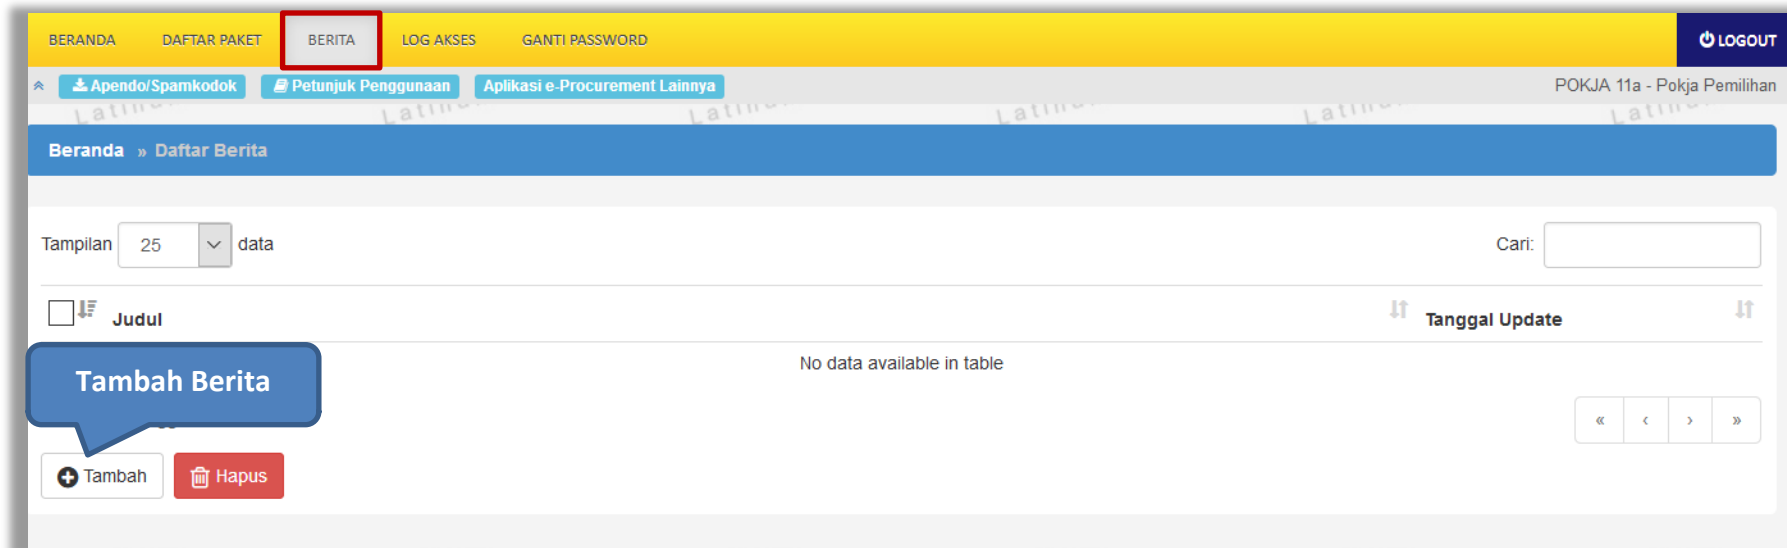 BERANDA DAFTAR PAKET BERITA LOG AKSES GANTI PASSWORD LOGOUT
Apendo/Spamkodok Petunjuk Penggunaan Aplikasi e-Procurement Lainnya POKJA 11a - Pokja Pemilihan
Beranda » Daftar Berita
Tampilan 25 data Cari:
Judul Tanggal Update
No data available in table
Tambah Berita
« ‹ › »
Tambah Hapus